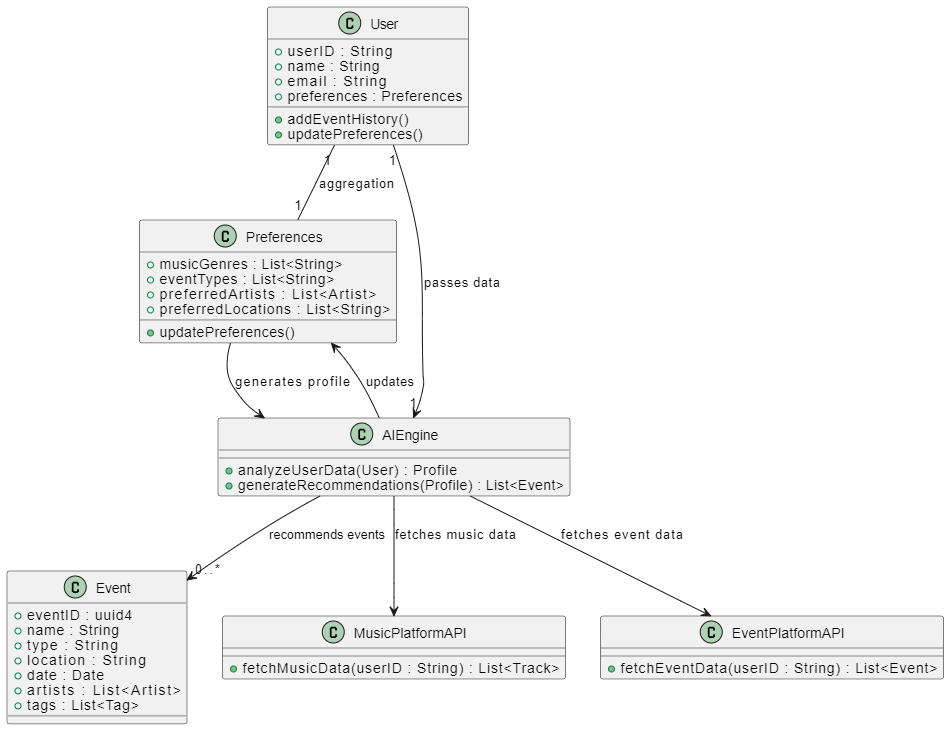 C User
userID : String
name : String
email : String
preferences : Preferences
addEventHistory()
updatePreferences()
1
1
aggregation
1
C Preferences
musicGenres : List<String>
eventTypes : List<String>
preferredArtists : List<Artist>
preferredLocations : List<String>
updatePreferences()
passes data
generates profile
updates
1
C AIEngine
analyzeUserData(User) : Profile
generateRecommendations(Profile) : List<Event>
recommends events
fetches music data
fetches event data
0..*
C Event
eventID : uuid4
name : String
type : String
location : String
date : Date
artists : List<Artist>
tags : List<Tag>
C MusicPlatformAPI
fetchMusicData(userID : String) : List<Track>
C EventPlatformAPI
fetchEventData(userID : String) : List<Event>